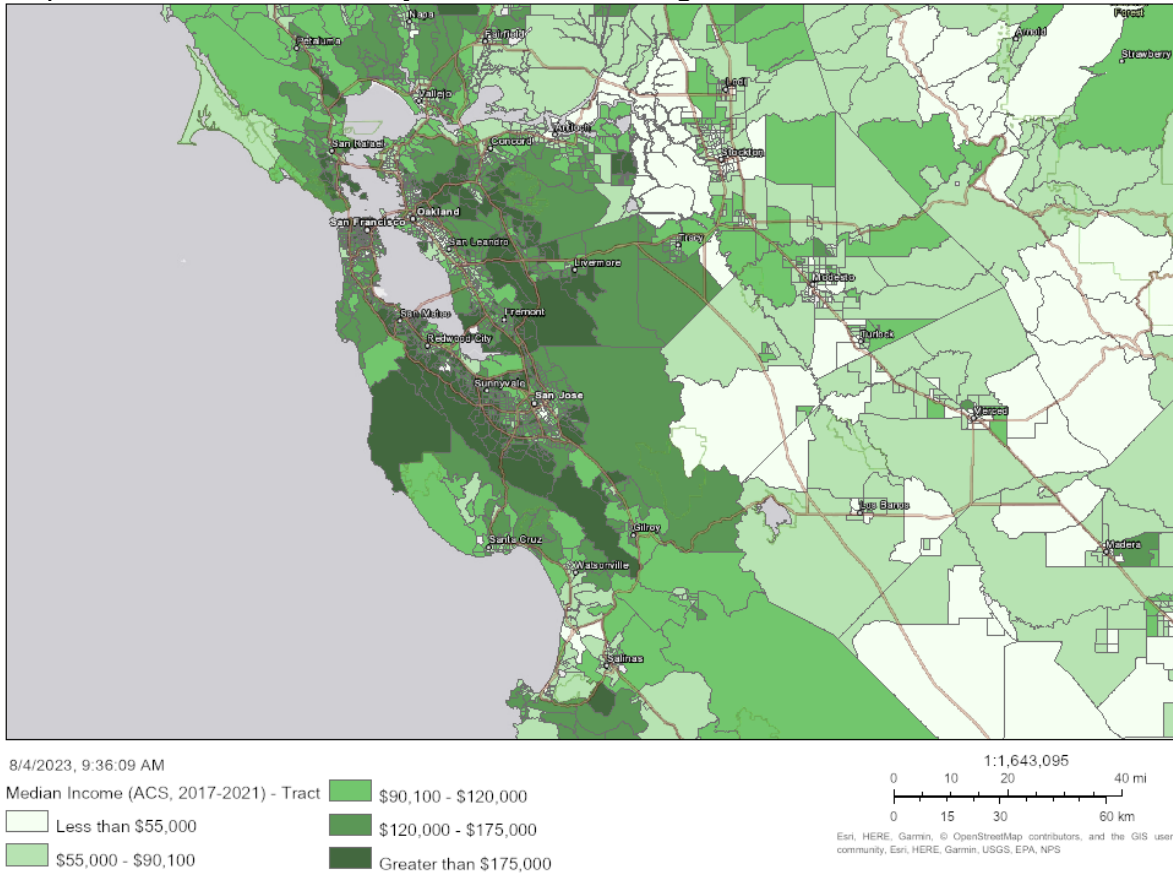 Napa
Forest
Petaluma
Fairfield
Arnold
Strawberry
Vallejo
Lodi
San Rafael
Concord
Antioch
Stockton
San Francisco
Oakland
San Leandro
Tracy
Livermore
Modesto
San Mateo
Fremont
Redwood City
Turlock
Sunnyvale
San Jose
Merced
Los Banos
Gilroy
Santa Cruz
Madera
Watsonville
Salinas
8/4/2023, 9:36:09 AM
Median Income (ACS, 2017-2021) - Tract
Less than $55,000
$55,000 - $90,100
$90,100 - $120,000
$120,000 - $175,000
Greater than $175,000
1:1,643,095
0 10 20 40 mi
0 15 30 60 km
Esri, HERE, Garmin, © OpenStreetMap contributors, and the GIS user
community, Esri, HERE, Garmin, USGS, EPA, NPS